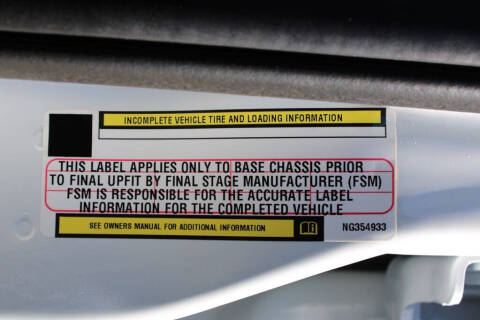 INCOMPLETE VEHICLE TIRE AND LOADING INFORMATION
THIS LABEL APPLIES ONLY TO BASE CHASSIS PRIOR
TO FINAL UPFIT BY FINAL STAGE MANUFACTURER (FSM)
FSM IS RESPONSIBLE FOR THE ACCURATE LABEL
INFORMATION FOR THE COMPLETED VEHICLE
SEE OWNERS MANUAL FOR ADDITIONAL INFORMATION
NG354933